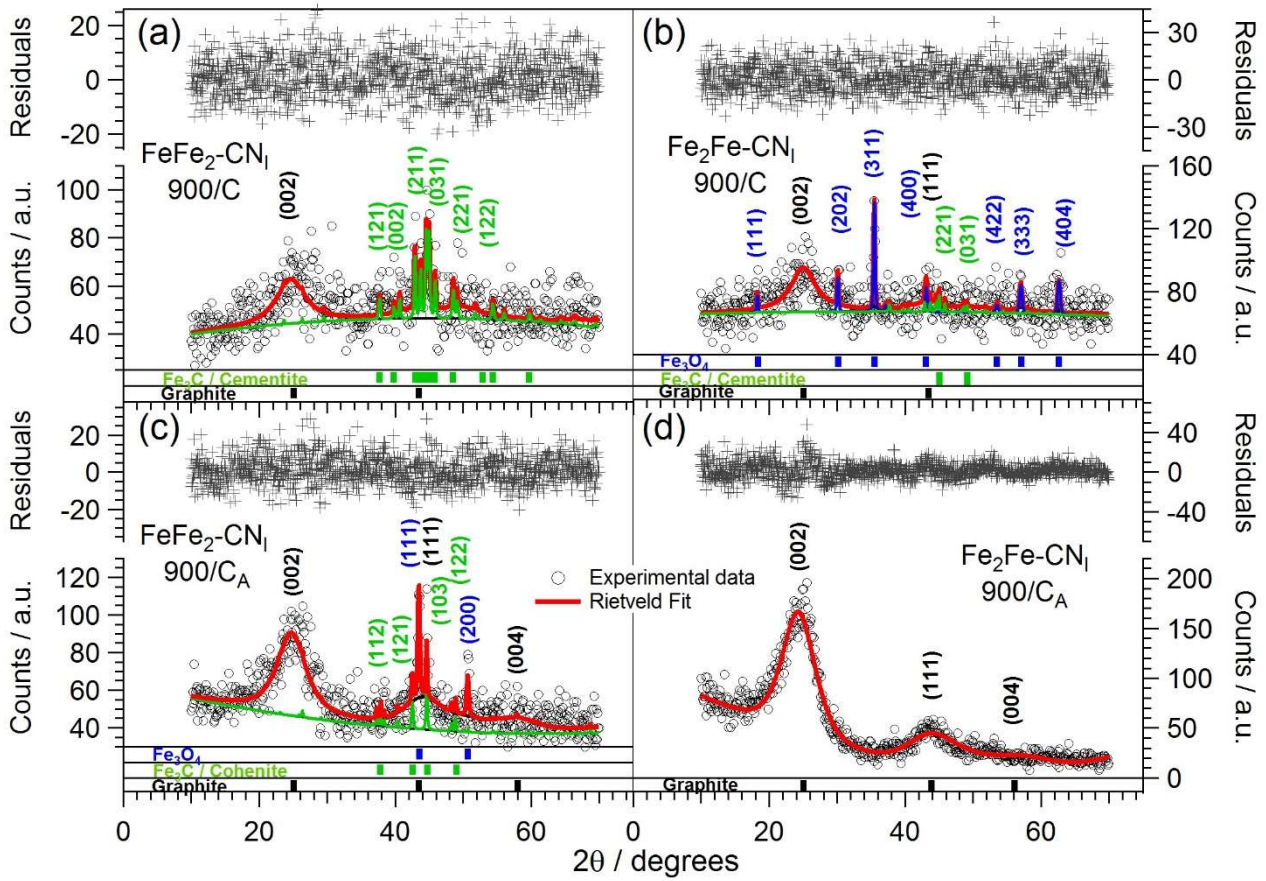 (a)
Residuals
20
0
-20
FeFe₂-CNI
900/C
Counts / a.u.
100
80
60
40
(002)
(121)
(002)
(211)
(031)
(221)
(122)
Fe₂C / Cementite
Graphite
(b)
Residuals
30
0
-30
Fe₂Fe-CNI
900/C
Counts / a.u.
160
120
80
40
(111)
(002)
(202)
(311)
(400)
(111)
(221)
(031)
(422)
(333)
(404)
Fe₃O₄
Fe₂C / Cementite
Graphite
(c)
Residuals
20
0
-20
FeFe₂-CNI
900/CA
Counts / a.u.
120
100
80
60
40
(002)
(112)
(121)
(111)
(111)
(103)
(122)
(200)
(004)
Fe₃O₄
Fe₂C / Cohenite
Graphite
(d)
Residuals
40
0
-40
Fe₂Fe-CNI
900/CA
Counts / a.u.
200
150
100
50
0
(002)
(111)
(004)
Experimental data
Rietveld Fit
Graphite
0 20 40 60 0 20 40 60
2θ / degrees